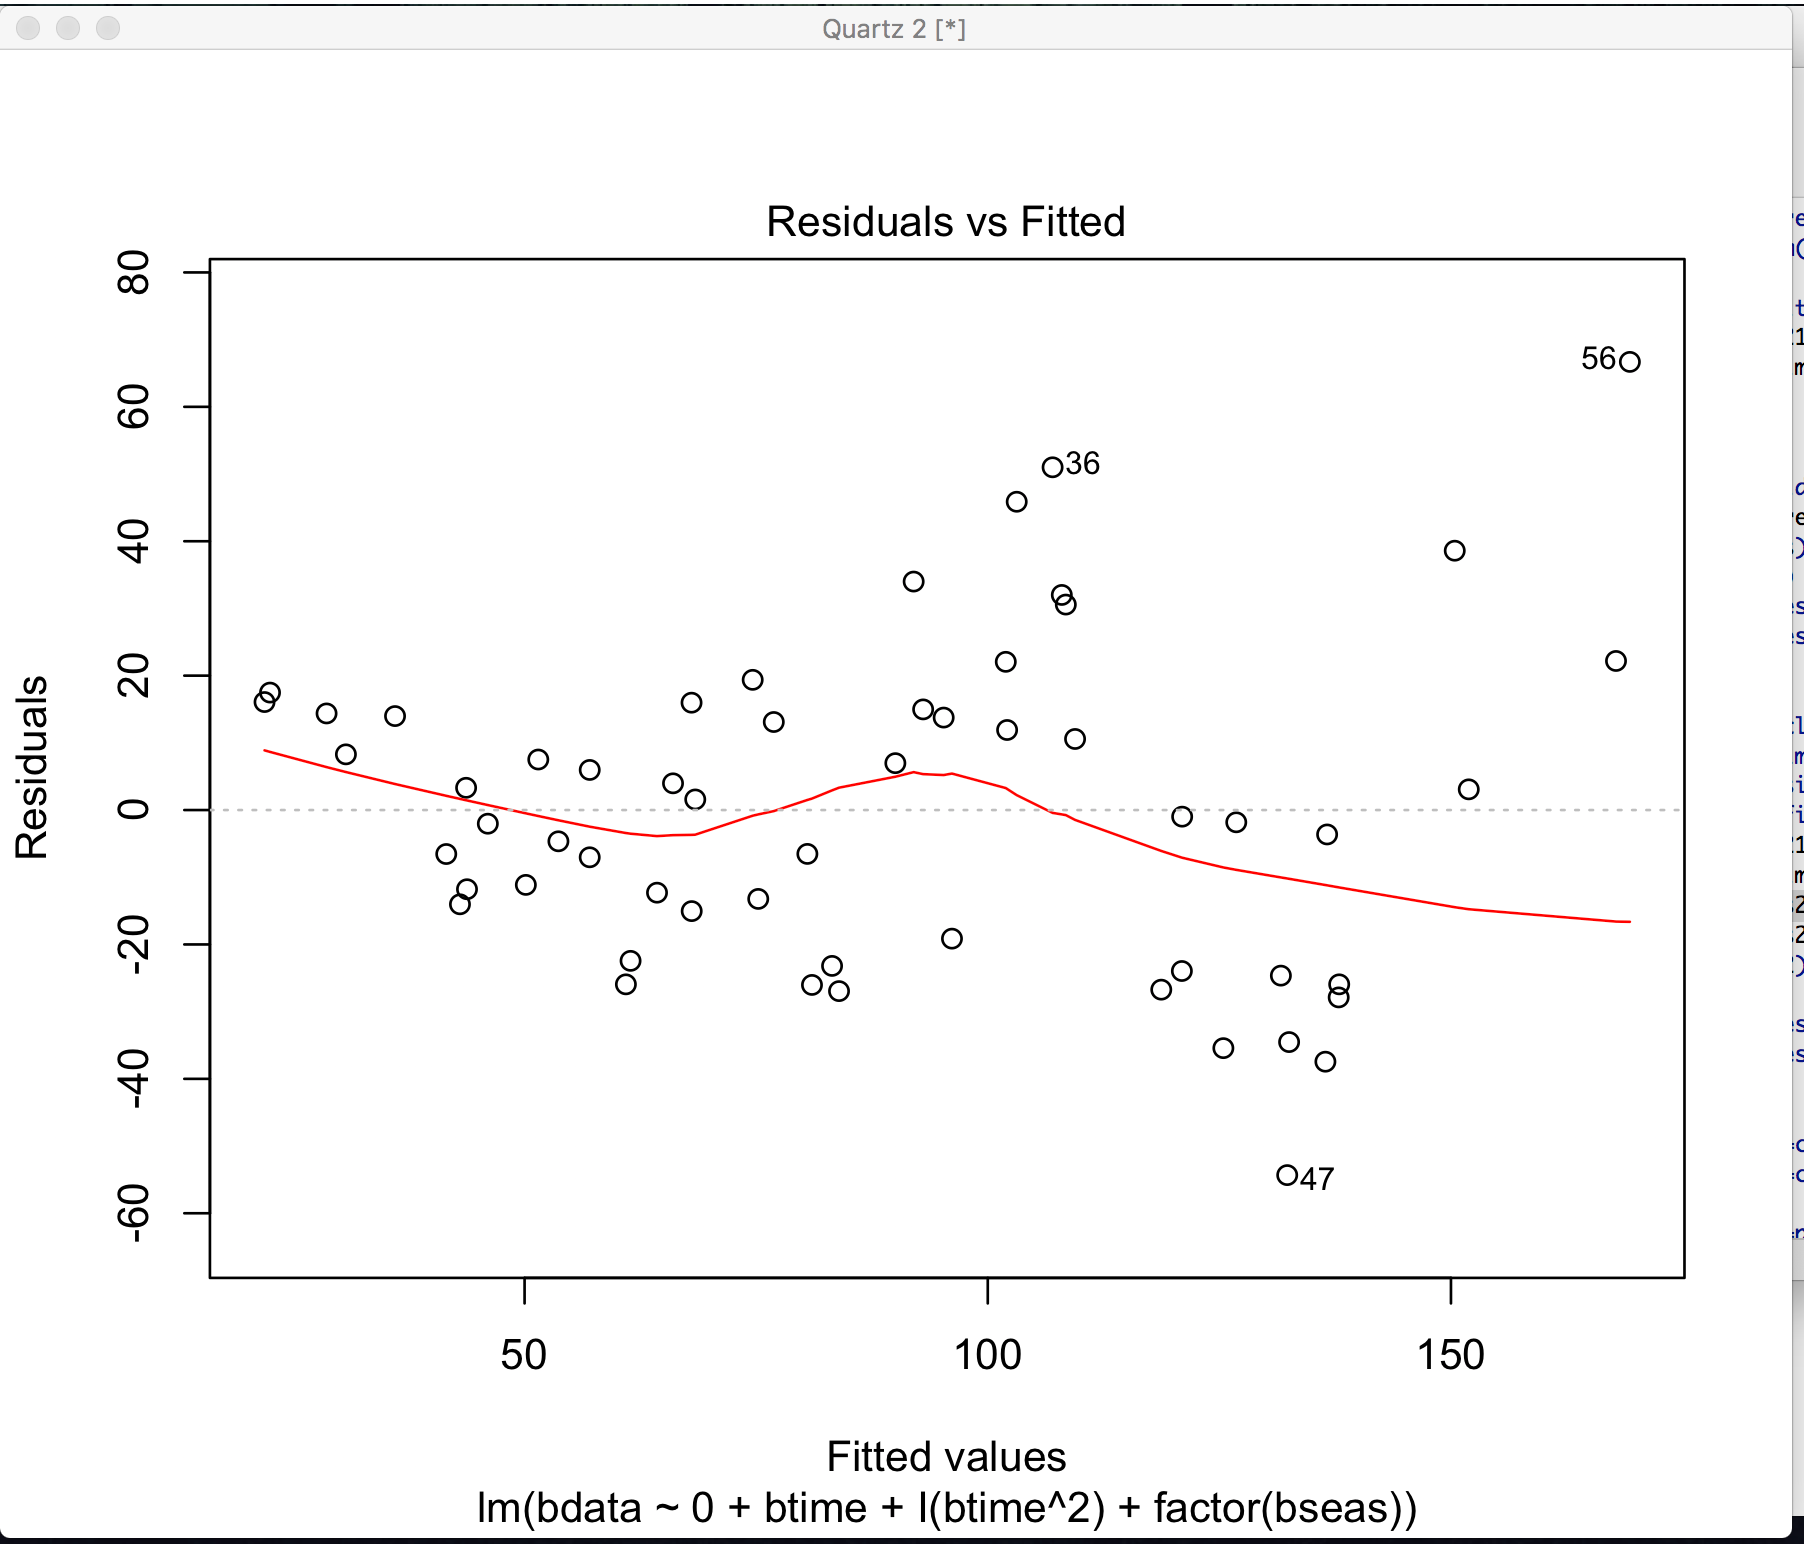 Quartz 2 [*]
Residuals vs Fitted
80
60
40
20
0
-20
-40
-60
Residuals
56
36
47
50 100 150
Fitted values
lm(bdata ~ 0 + btime + I(btime^2) + factor(bseas))